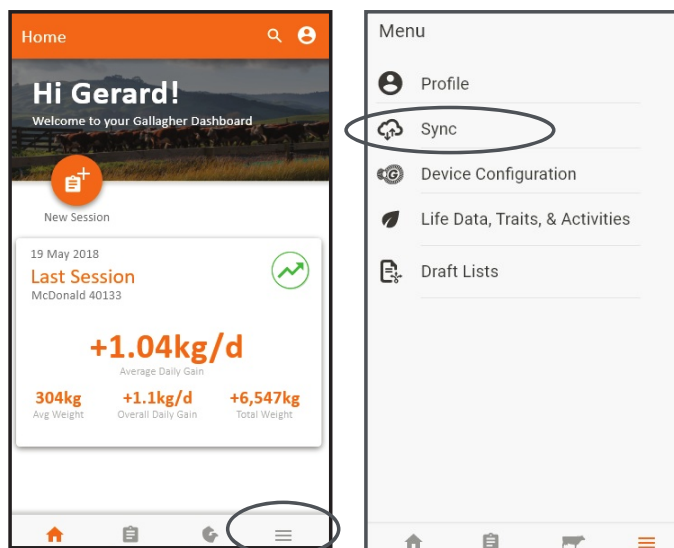 Home
Hi Gerard!
Welcome to your Gallagher Dashboard
New Session
19 May 2018
Last Session
McDonald 40133
+1.04kg/d
Average Daily Gain
304kg +1.1kg/d +6,547kg
Avg Weight Overall Daily Gain Total Weight
Menu
Profile
Sync
G
Device Configuration
Life Data, Traits, & Activities
Draft Lists